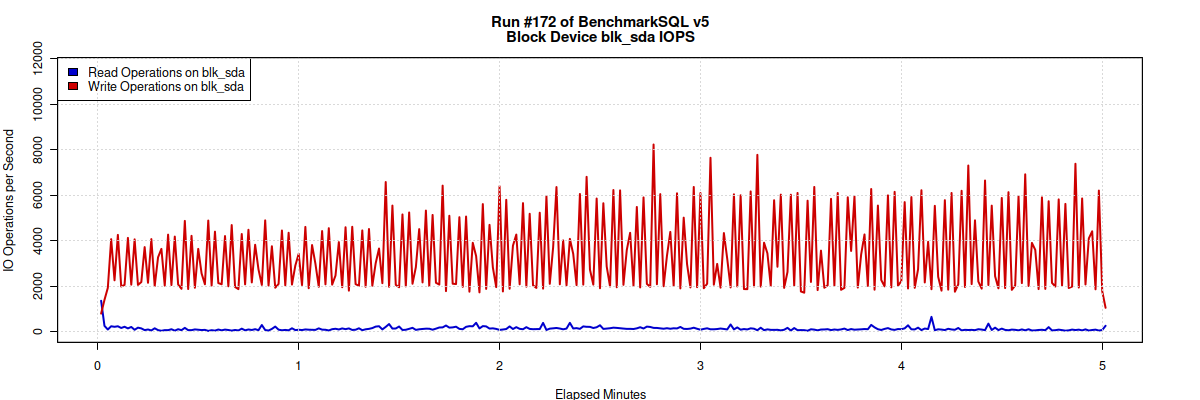 Run #172 of BenchmarkSQL v5
Block Device blk_sda IOPS
IO Operations per Second
12000
10000
8000
6000
4000
2000
0
Read Operations on blk_sda
Write Operations on blk_sda
0 1 2 3 4 5
Elapsed Minutes